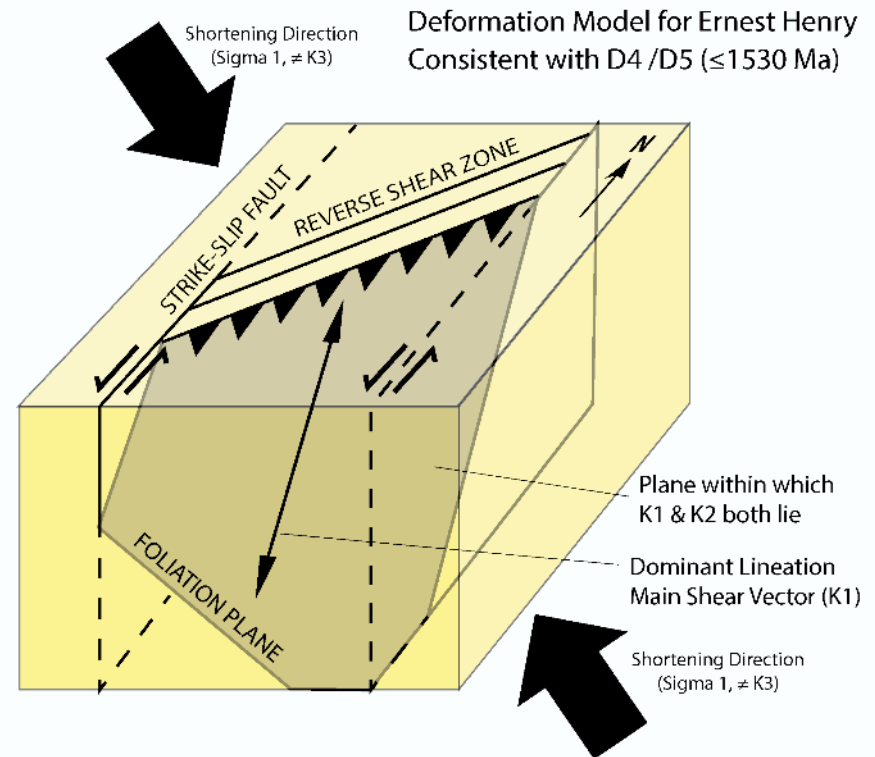 Deformation Model for Ernest Henry
Consistent with D4 /D5 (≤1530 Ma)
Shortening Direction
(Sigma 1, ≠ K3)
N
REVERSE SHEAR ZONE
STRIKE-SLIP FAULT
Plane within which
K1 & K2 both lie
FOLIATION PLANE
Dominant Lineation
Main Shear Vector (K1)
Shortening Direction
(Sigma 1, ≠ K3)